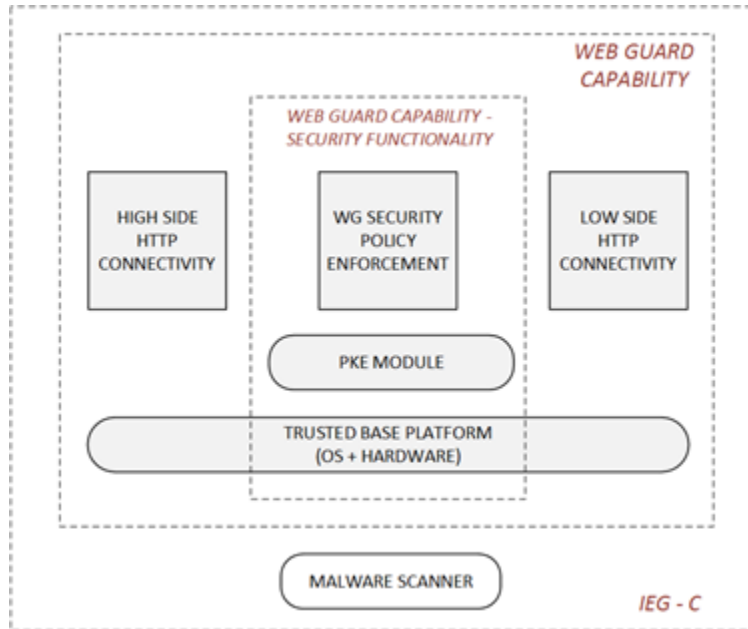 WEB GUARD
CAPABILITY
WEB GUARD CAPABILITY -
SECURITY FUNCTIONALITY
HIGH SIDE
HTTP
CONNECTIVITY
WG SECURITY
POLICY
ENFORCEMENT
LOW SIDE
HTTP
CONNECTIVITY
PKE MODULE
TRUSTED BASE PLATFORM
(OS + HARDWARE)
MALWARE SCANNER
IEG - C